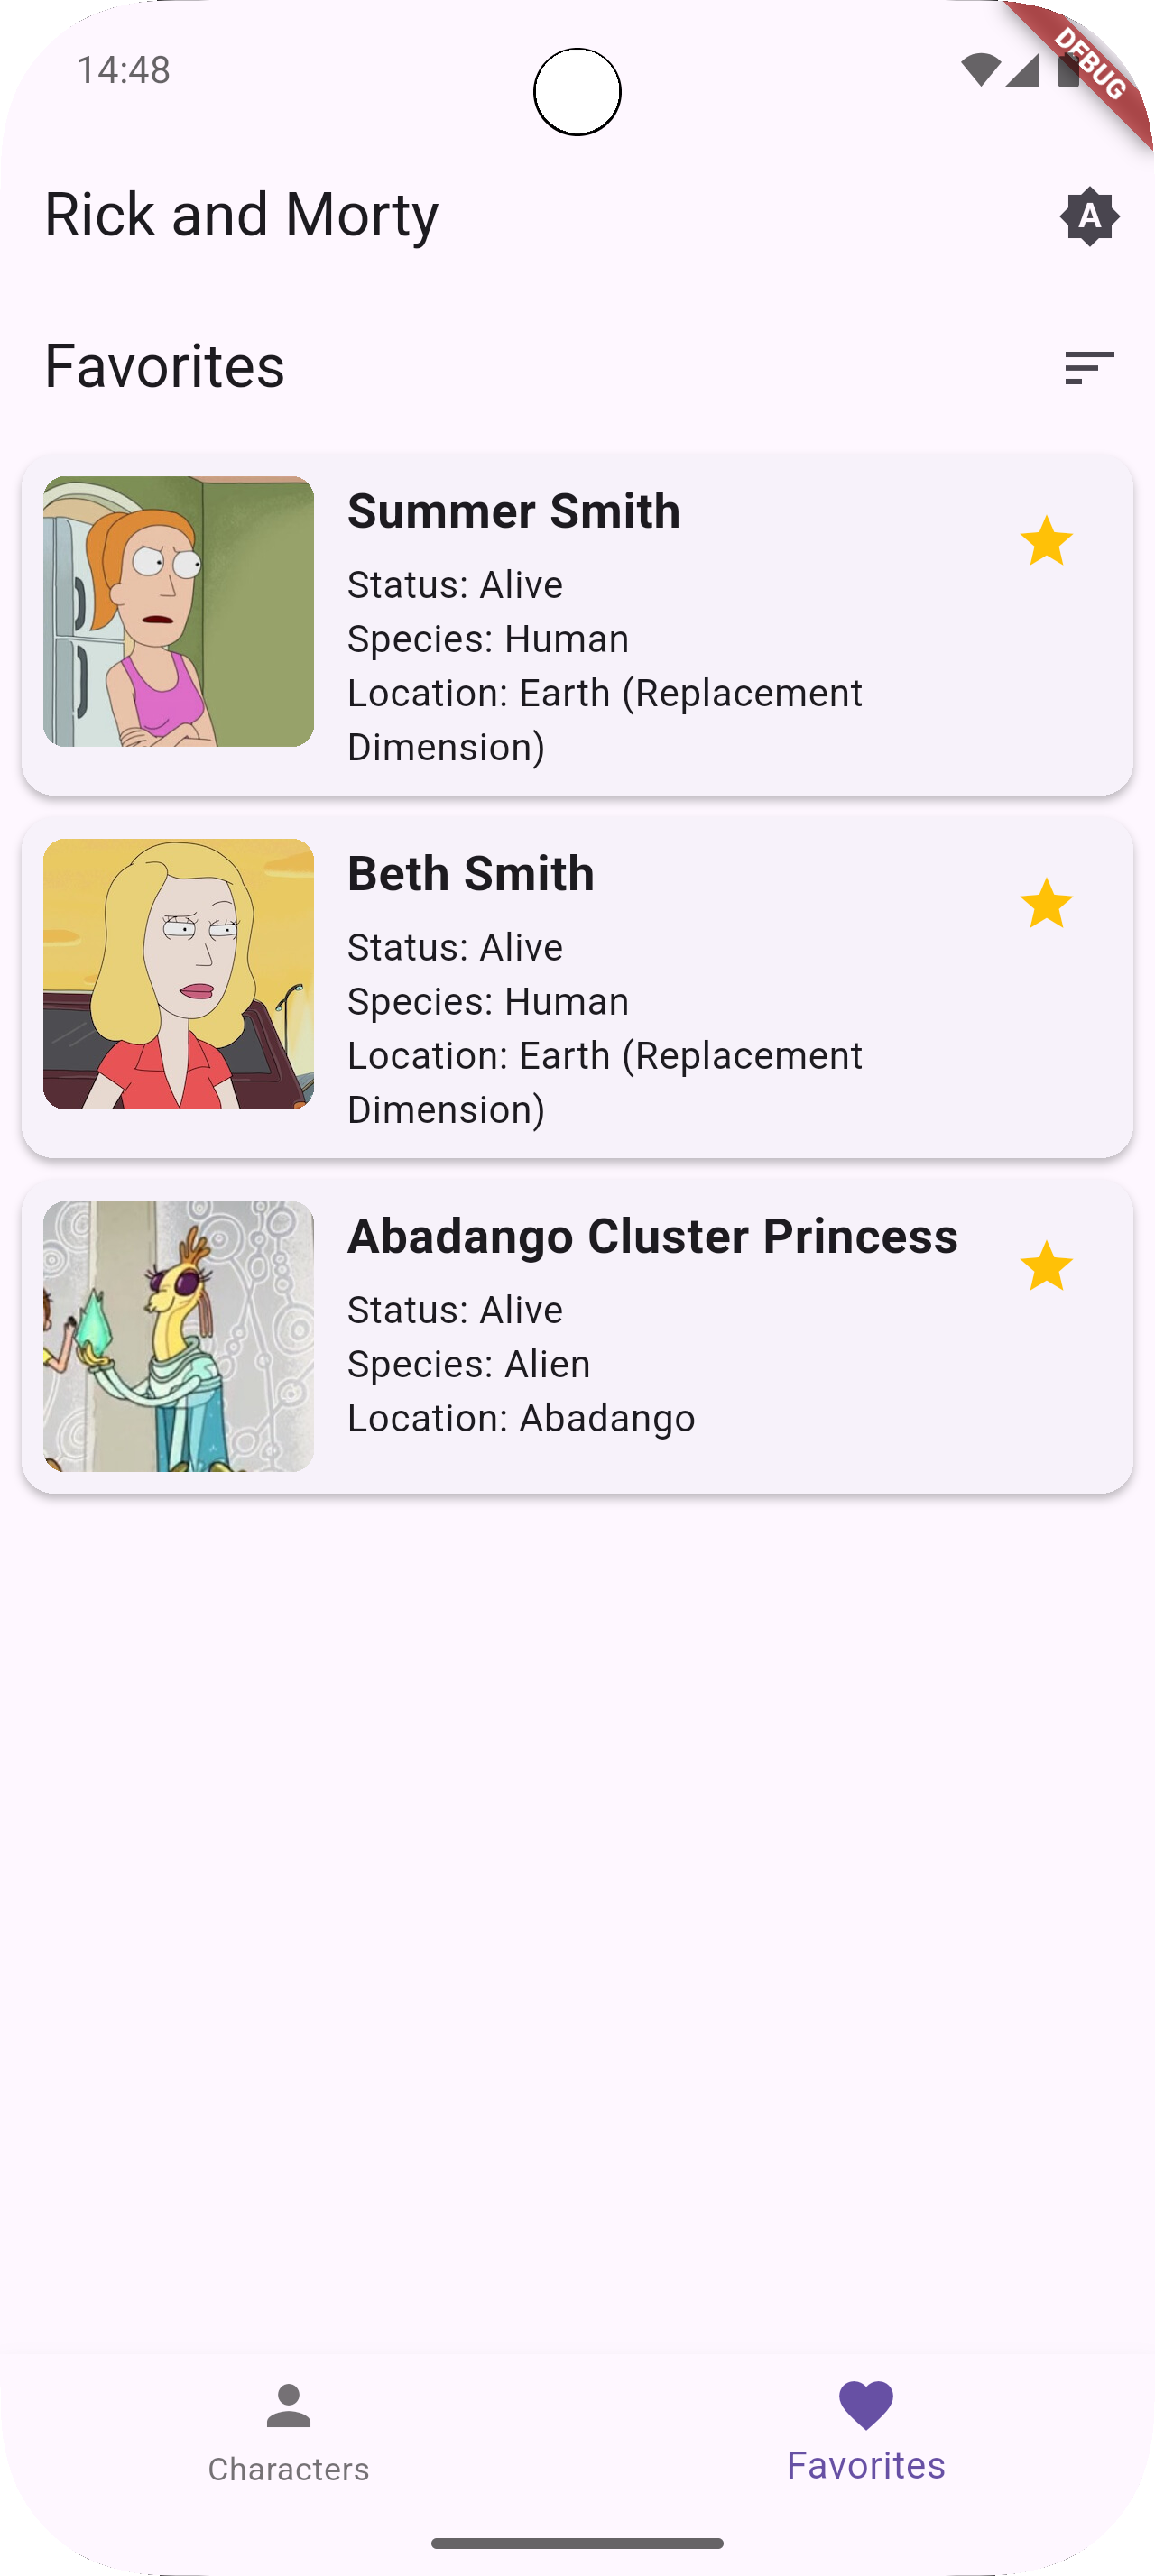 14:48
DEBUG
Rick and Morty
A
Favorites
Summer Smith
Status: Alive
Species: Human
Location: Earth (Replacement
Dimension)
Beth Smith
Status: Alive
Species: Human
Location: Earth (Replacement
Dimension)
Abadango Cluster Princess
Status: Alive
Species: Alien
Location: Abadango
Characters
Favorites